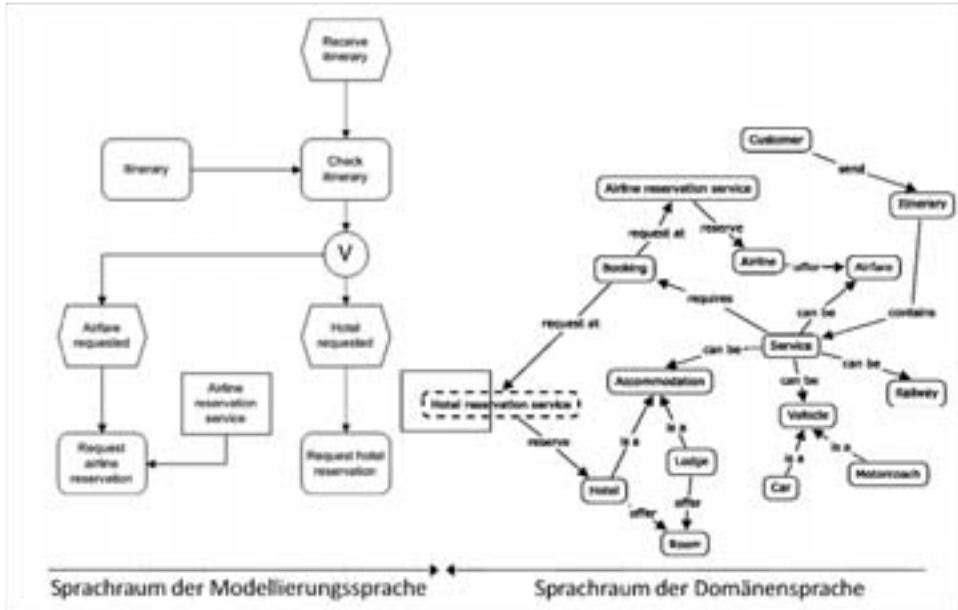 Receive
itinerary
Itinerary
Check
itinerary
V
Airfare
requested
Hotel
requested
Airline
reservation
service
Request
airline
reservation
Request hotel
reservation
Customer
send
Itinerary
Airline reservation service
reserve
request at
Airline
offer
Airfare
Booking
requires
can be
contains
request at
Service
can be
can be
can be
Railway
Accommodation
Hotel reservation service
Vehicle
reserve
is a
is a
Lodge
is a
is a
Motorcoach
Car
Hotel
offer
offer
Room
Sprachraum der Modellierungssprache
Sprachraum der Domänensprache